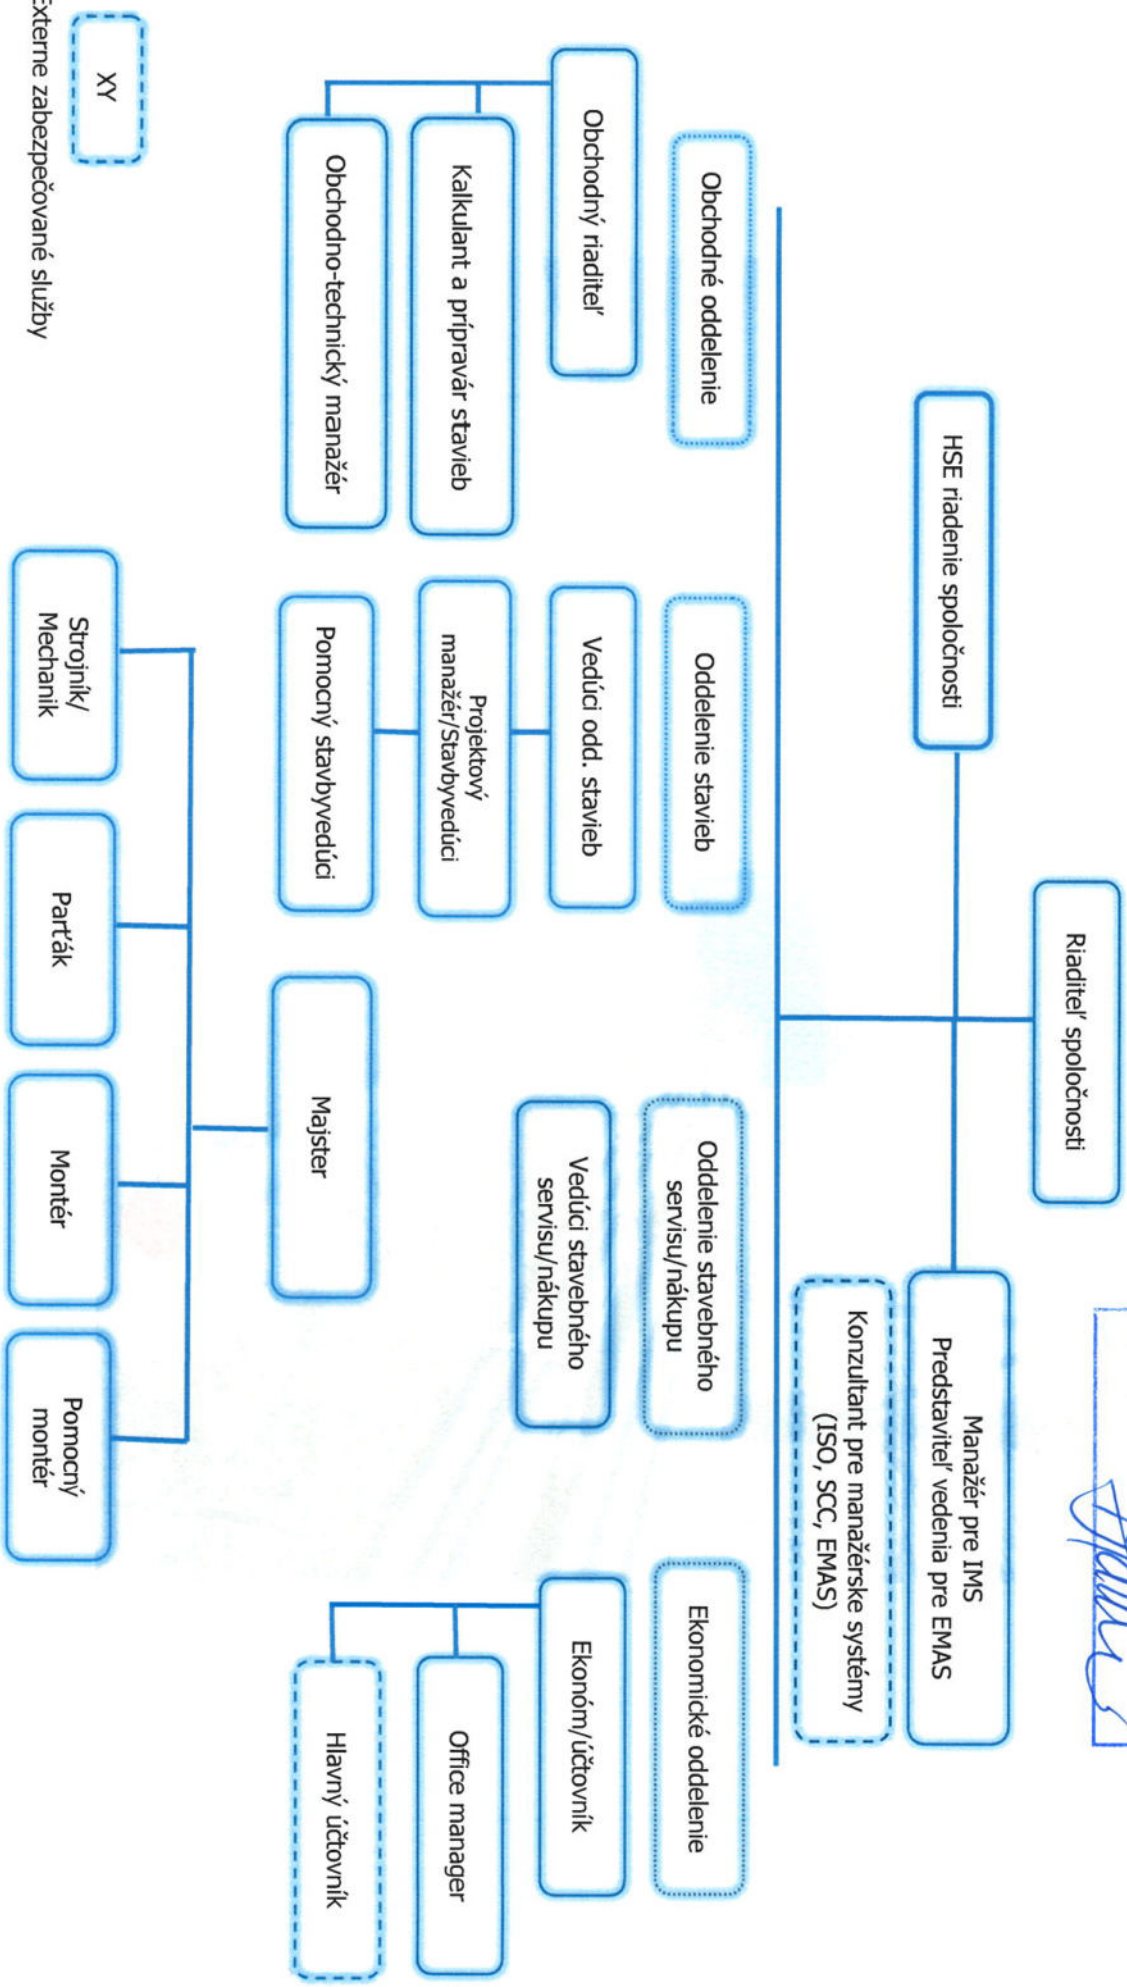 Riaditeľ spoločnosti
HSE riadenie spoločnosti
Manažér pre IMS
Predstaviteľ vedenia pre EMAS
Konzultant pre manažérske systémy
(ISO, SCC, EMAS)
Obchodné oddelenie
Obchodný riaditeľ
Kalkulant a prípravár stavieb
Obchodno-technický manažér
Oddelenie stavieb
Vedúci odd. stavieb
Projektový
manažér/Stavbyvedúci
Pomocný stavbyvedúci
Oddelenie stavebného
servisu/nákupu
Vedúci stavebného
servisu/nákupu
Ekonomické oddelenie
Ekonóm/účtovník
Office manager
Hlavný účtovník
Majster
Strojník/
Mechanik
Parťák
Montér
Pomocný
montér
XY
Externe zabezpečované služby